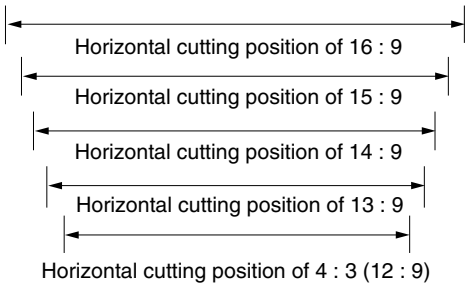 Horizontal cutting position of 16 : 9
Horizontal cutting position of 15 : 9
Horizontal cutting position of 14 : 9
Horizontal cutting position of 13 : 9
Horizontal cutting position of 4 : 3 (12 : 9)